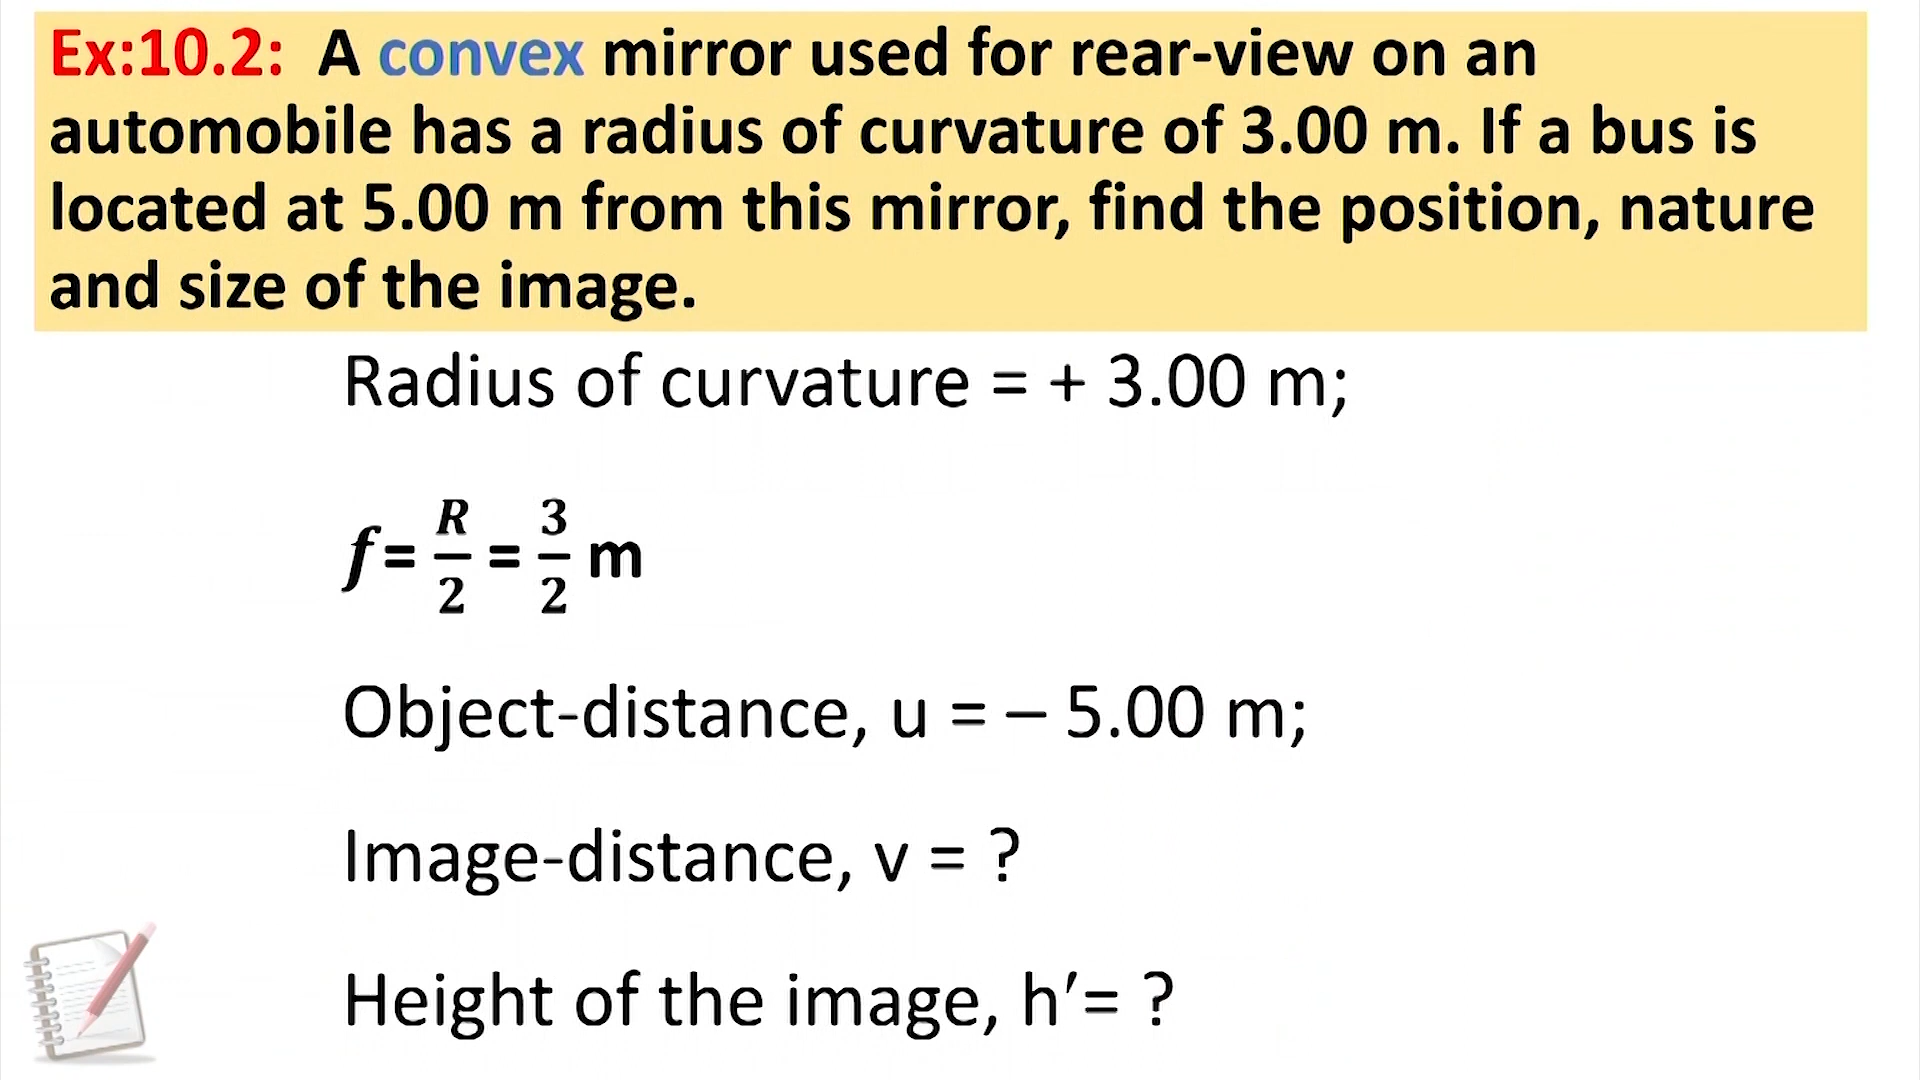 Ex:10.2: A convex mirror used for rear-view on an
automobile has a radius of curvature of 3.00 m. If a bus is
located at 5.00 m from this mirror, find the position, nature
and size of the image.
Radius of curvature = + 3.00 m;
f = R/2 = 3/2 m
Object-distance, u = – 5.00 m;
Image-distance, v = ?
Height of the image, h′= ?